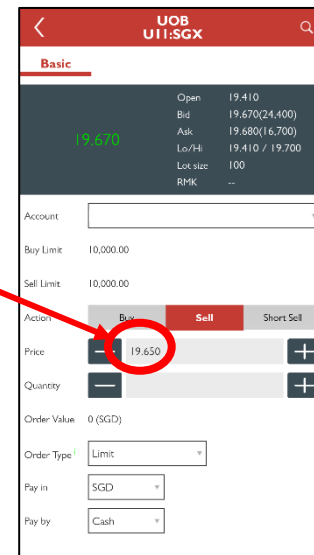 UOB
U11:SGX
Basic
19.670
Open 19.410
Bid 19.670(24,400)
Ask 19.680(16,700)
Lo/Hi 19.410 / 19.700
Lot size 100
RMK --
Account
Buy Limit 10,000.00
Sell Limit 10,000.00
Action Buy Sell Short Sell
Price — 19.650 +
Quantity — +
Order Value 0 (SGD)
Order Type i Limit
Pay in SGD
Pay by Cash